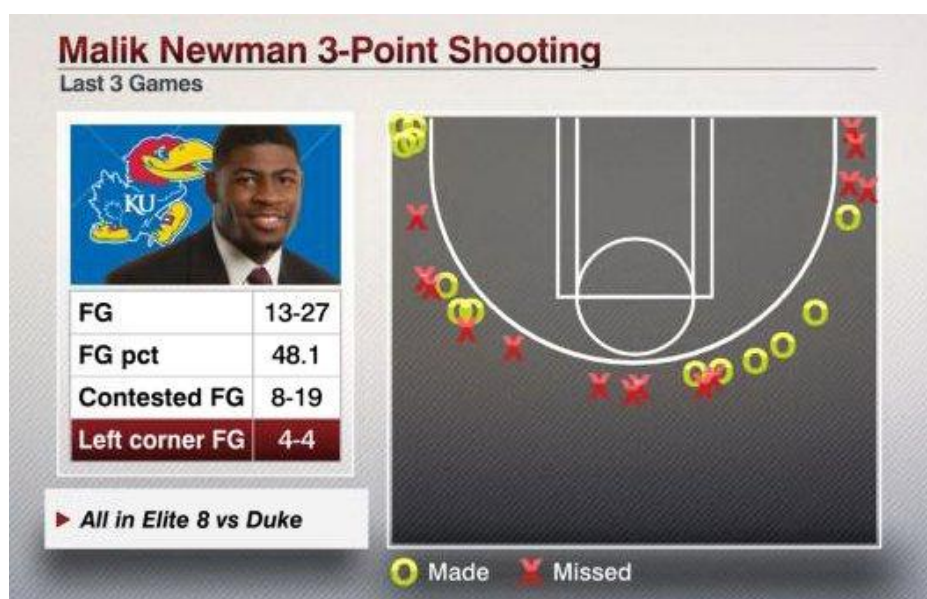 Malik Newman 3-Point Shooting
Last 3 Games
KU
FG 13-27
FG pct 48.1
Contested FG 8-19
Left corner FG 4-4
All in Elite 8 vs Duke
Made Missed